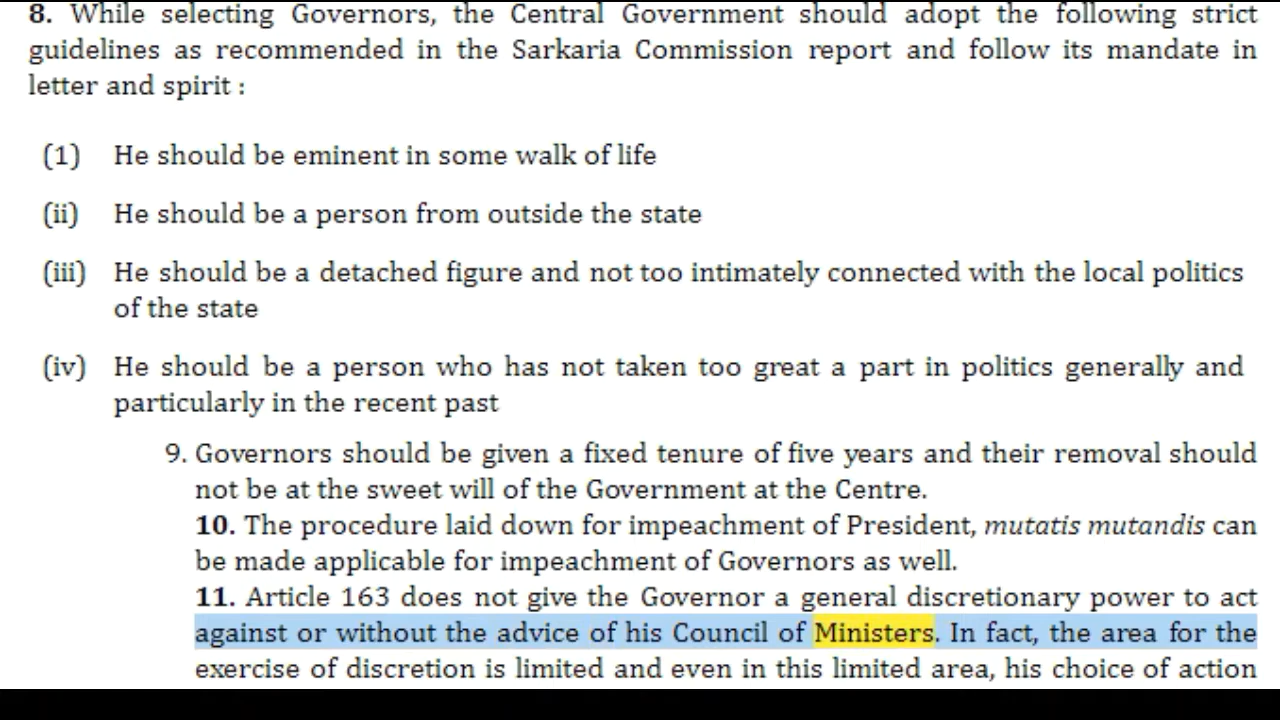 8. While selecting Governors, the Central Government should adopt the following strict
guidelines as recommended in the Sarkaria Commission report and follow its mandate in
letter and spirit :
(1) He should be eminent in some walk of life
(ii) He should be a person from outside the state
(iii) He should be a detached figure and not too intimately connected with the local politics
of the state
(iv) He should be a person who has not taken too great a part in politics generally and
particularly in the recent past
9. Governors should be given a fixed tenure of five years and their removal should
not be at the sweet will of the Government at the Centre.
10. The procedure laid down for impeachment of President, mutatis mutandis can
be made applicable for impeachment of Governors as well.
11. Article 163 does not give the Governor a general discretionary power to act
against or without the advice of his Council of Ministers. In fact, the area for the
exercise of discretion is limited and even in this limited area, his choice of action